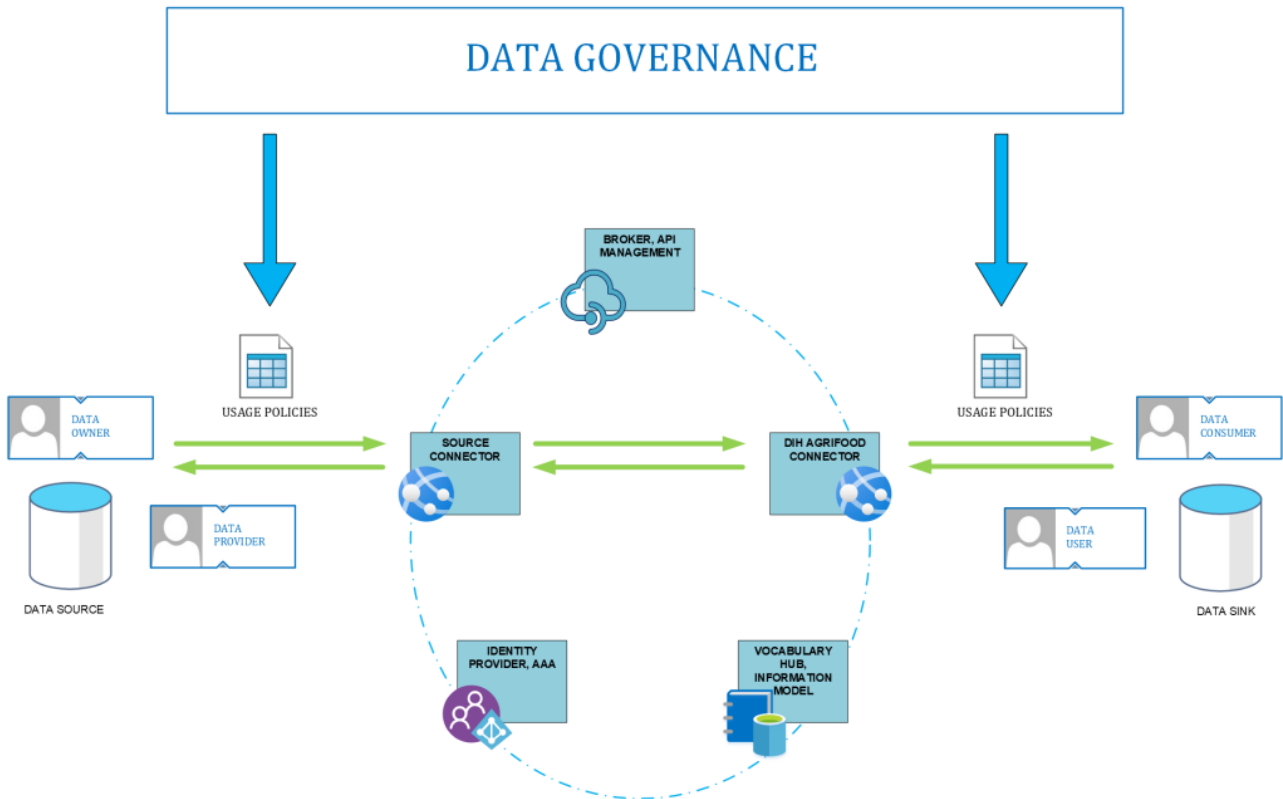 DATA GOVERNANCE
BROKER, API
MANAGEMENT
USAGE POLICIES
USAGE POLICIES
DATA
OWNER
SOURCE
CONNECTOR
DIH AGRIFOOD
CONNECTOR
DATA
CONSUMER
DATA
PROVIDER
DATA
USER
DATA SOURCE
DATA SINK
IDENTITY
PROVIDER, AAA
VOCABULARY
HUB,
INFORMATION
MODEL